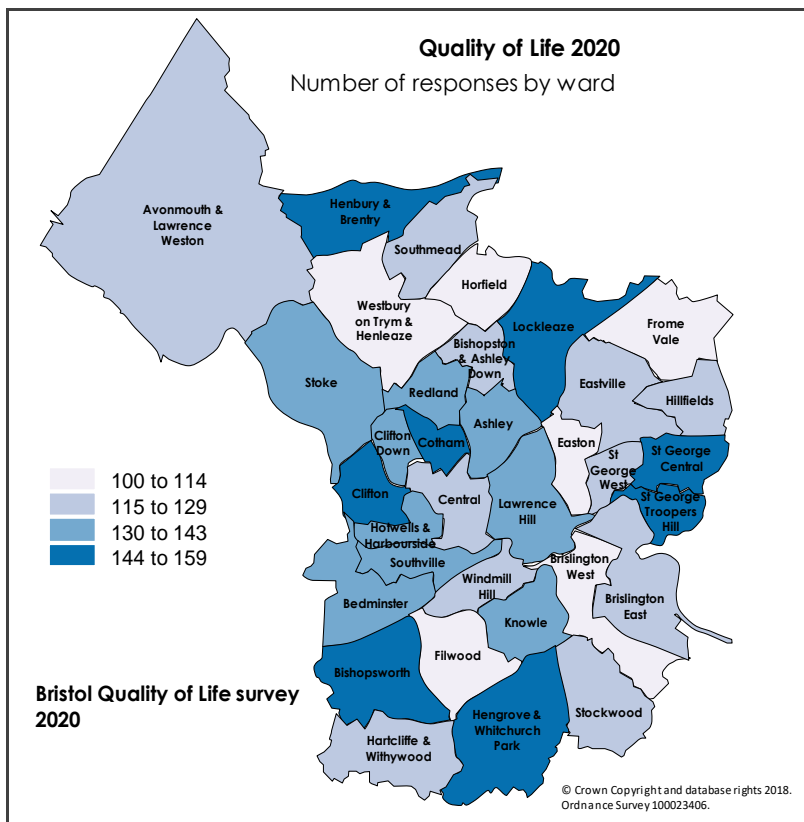 Quality of Life 2020
Number of responses by ward
Henbury &
Brentry
Avonmouth &
Lawrence
Weston
Southmead
Horfield
Westbury
on Trym &
Henleaze
Lockleaze
Frome
Vale
Bishopston
& Ashley
Down
Stoke
Redland
Eastville
Hillfields
Ashley
Clifton
Down
Cotham
Easton
St
George
West
St George
Central
Clifton
Central
Lawrence
Hill
St George
Troopers
Hill
Hotwells &
Harbourside
Southville
Brislington
West
Windmill
Hill
Brislington
East
Bedminster
Knowle
Filwood
Bishopsworth
Stockwood
Hengrove &
Whitchurch
Park
Hartcliffe &
Withywood
100 to 114
115 to 129
130 to 143
144 to 159
Bristol Quality of Life survey
2020
© Crown Copyright and database rights 2018.
Ordnance Survey 100023406.